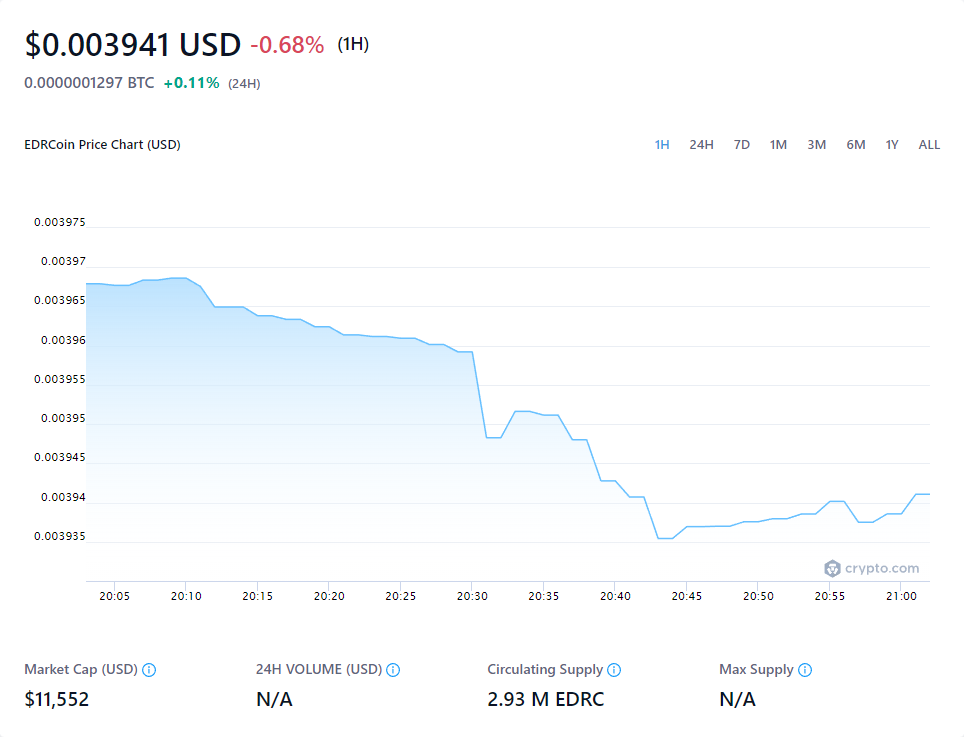 $0.003941 USD -0.68% (1H)
0.0000001297 BTC +0.11% (24H)
EDRCoin Price Chart (USD) 1H 24H 7D 1M 3M 6M 1Y ALL
0.003975
0.00397
0.003965
0.00396
0.003955
0.00395
0.003945
0.00394
0.003935
crypto.com
20:05 20:10 20:15 20:20 20:25 20:30 20:35 20:40 20:45 20:50 20:55 21:00
Market Cap (USD) 24H VOLUME (USD) Circulating Supply Max Supply
$11,552 N/A 2.93 M EDRC N/A